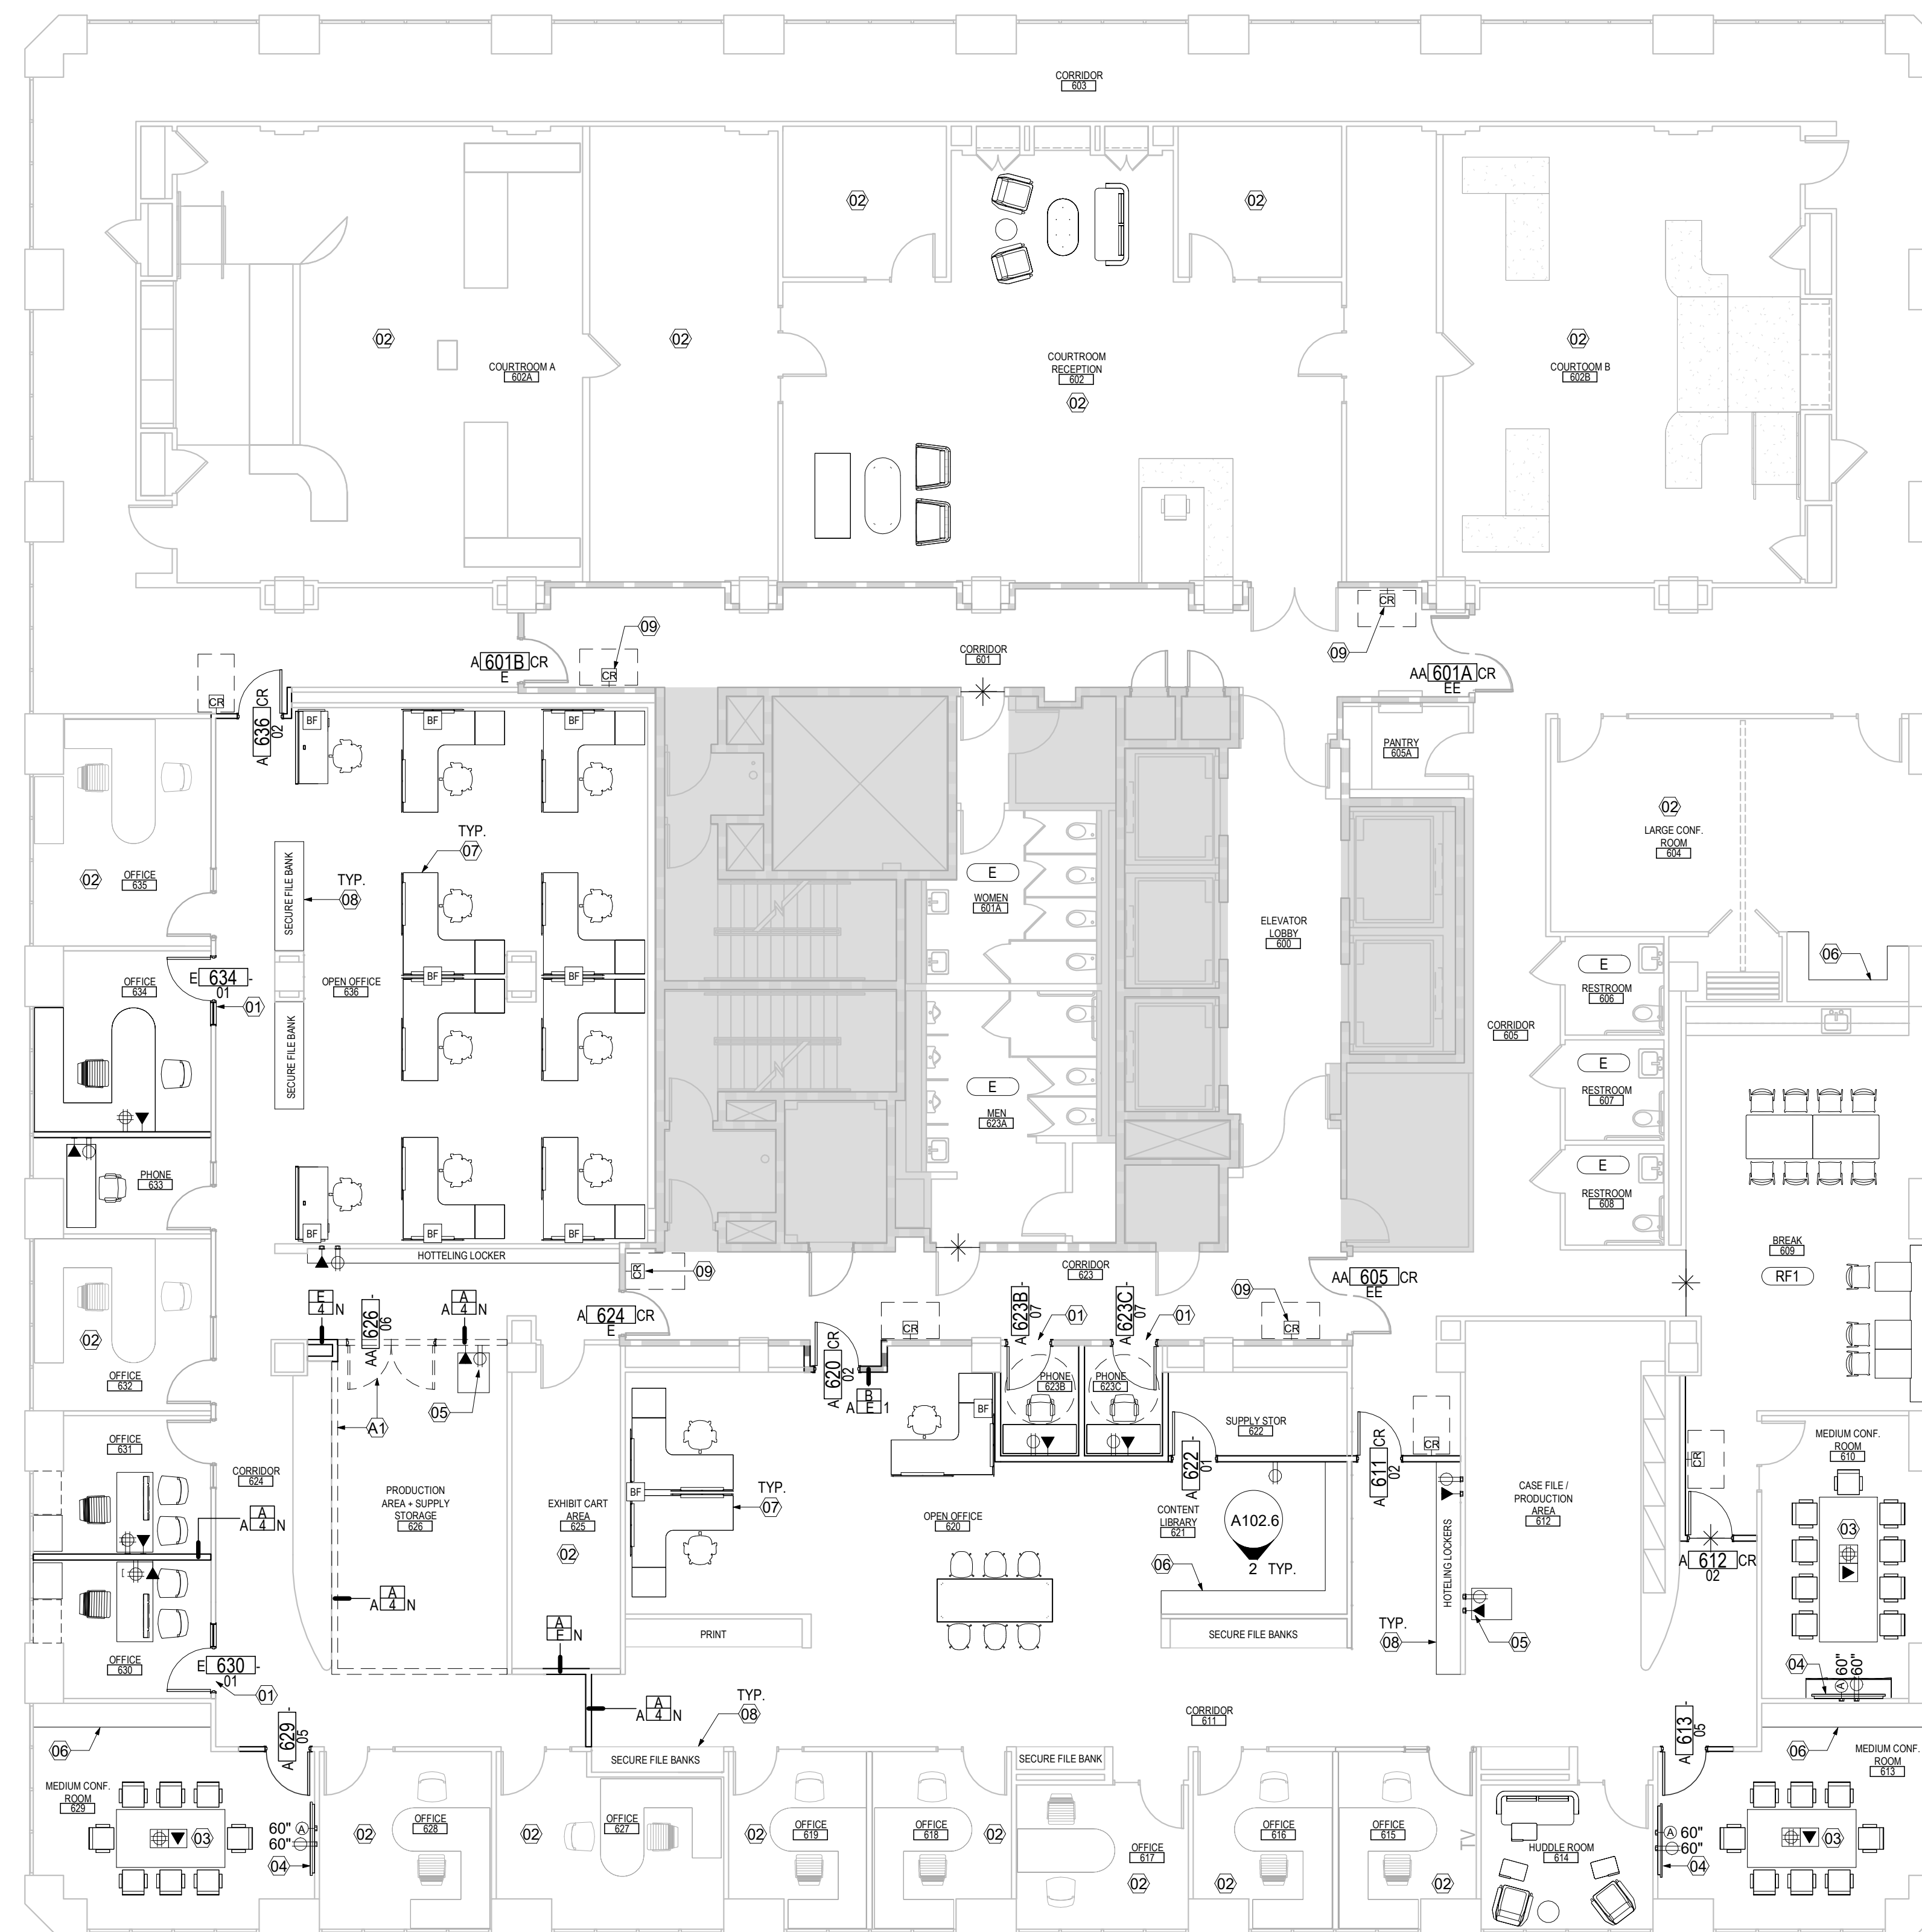 CORRIDOR
603
02
02
02
02
COURTROOM A
602A
COURTROOM
RECEPTION
602
02
02
COURTOOM B
602B
CR
09
09
CR
A 601B CR
E
CORRIDOR
601
AA 601A CR
EE
CR
A 636 CR
02
BF
BF
BF
PANTRY
605A
TYP.
07
02
LARGE CONF.
ROOM
604
SECURE FILE BANK
TYP.
08
02
OFFICE
635
E
WOMEN
601A
ELEVATOR
LOBBY
600
06
E 634 -
01
01
OFFICE
634
OPEN OFFICE
636
BF
BF
E
RESTROOM
606
SECURE FILE BANK
CORRIDOR
605
E
RESTROOM
607
E
MEN
623A
PHONE
633
E
RESTROOM
608
BF
BF
BF
HOTTELING LOCKER
CR
09
CORRIDOR
623
BREAK
609
RF1
AA 605 CR
EE
09
CR
E
4 N
AA 626 -
06
A
A 4 N
A 624 CR
E
CR
A 620 CR
02
A 623B -
07
01
A 623C -
07
01
02
OFFICE
632
A1
05
B
A E 1
BF
PHONE
623B
PHONE
623C
SUPPLY STOR
622
A 622 -
01
A 611 CR
02
CR
OFFICE
631
CORRIDOR
624
A
A 4 N
PRODUCTION
AREA + SUPPLY
STORAGE
626
EXHIBIT CART
AREA
625
02
BF
TYP.
07
OPEN OFFICE
620
CONTENT
LIBRARY
621
A102.6
2 TYP.
06
CASE FILE /
PRODUCTION
AREA
612
CR
A 612 CR
02
MEDIUM CONF.
ROOM
610
03
HOTELING LOCKERS
TYP.
08
05
A
A 4 N
A
E N
PRINT
SECURE FILE BANKS
OFFICE
630
E 630 -
01
01
04
A
60"
60"
A
A 4 N
TYP.
08
CORRIDOR
611
A 629 -
05
A 613 -
05
06
06
SECURE FILE BANKS
SECURE FILE BANK
MEDIUM CONF.
ROOM
629
03
60" A
60"
04
02
OFFICE
628
02
OFFICE
627
02
OFFICE
619
OFFICE
618
02
OFFICE
617
02
OFFICE
616
02
OFFICE
615
02
TV
HUDDLE ROOM
614
A 60"
60"
04
MEDIUM CONF.
ROOM
613
03